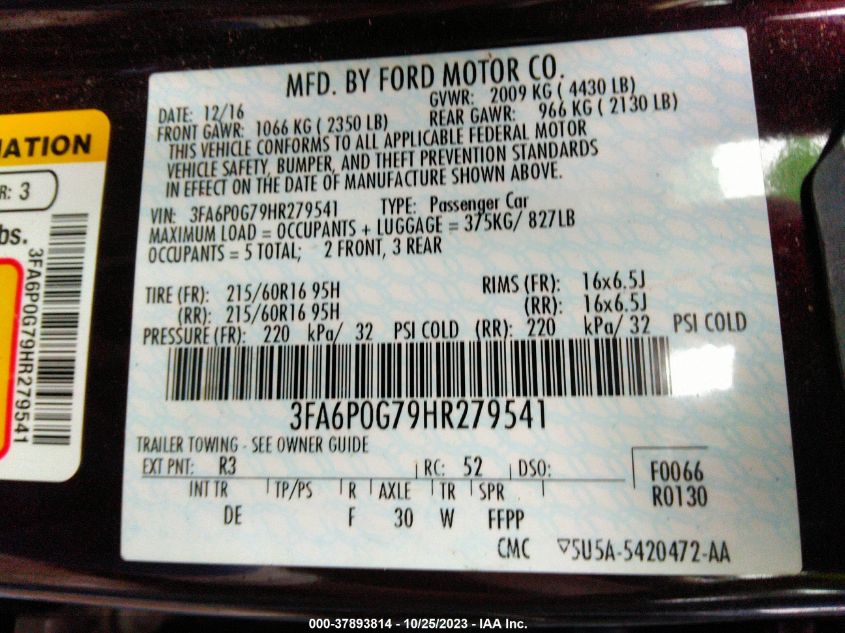 MFD. BY FORD MOTOR CO.
DATE: 12/16 GVWR: 2009 KG ( 4430 LB)
FRONT GAWR: 1066 KG ( 2350 LB) REAR GAWR: 966 KG ( 2130 LB)
THIS VEHICLE CONFORMS TO ALL APPLICABLE FEDERAL MOTOR
VEHICLE SAFETY, BUMPER, AND THEFT PREVENTION STANDARDS
IN EFFECT ON THE DATE OF MANUFACTURE SHOWN ABOVE.
VIN: 3FA6P0G79HR279541 TYPE: Passenger Car
MAXIMUM LOAD = OCCUPANTS + LUGGAGE = 375KG/ 827LB
OCCUPANTS = 5 TOTAL; 2 FRONT, 3 REAR
TIRE (FR): 215/60R16 95H RIMS (FR): 16x6.5J
(RR): 215/60R16 95H (RR): 16x6.5J
PRESSURE (FR): 220 kPa/ 32 PSI COLD (RR): 220 kPa/ 32 PSI COLD
3FA6P0G79HR279541
TRAILER TOWING - SEE OWNER GUIDE
EXT PNT: R3 RC: 52 DSO: F0066
R0130
INT TR TP/PS R AXLE TR SPR
DE F 30 W FFPP
CMC 5U5A-5420472-AA
MATION
R: 3
bs.
3FA6P0G79HR279541
000-37893814 - 10/25/2023 - IAA Inc.